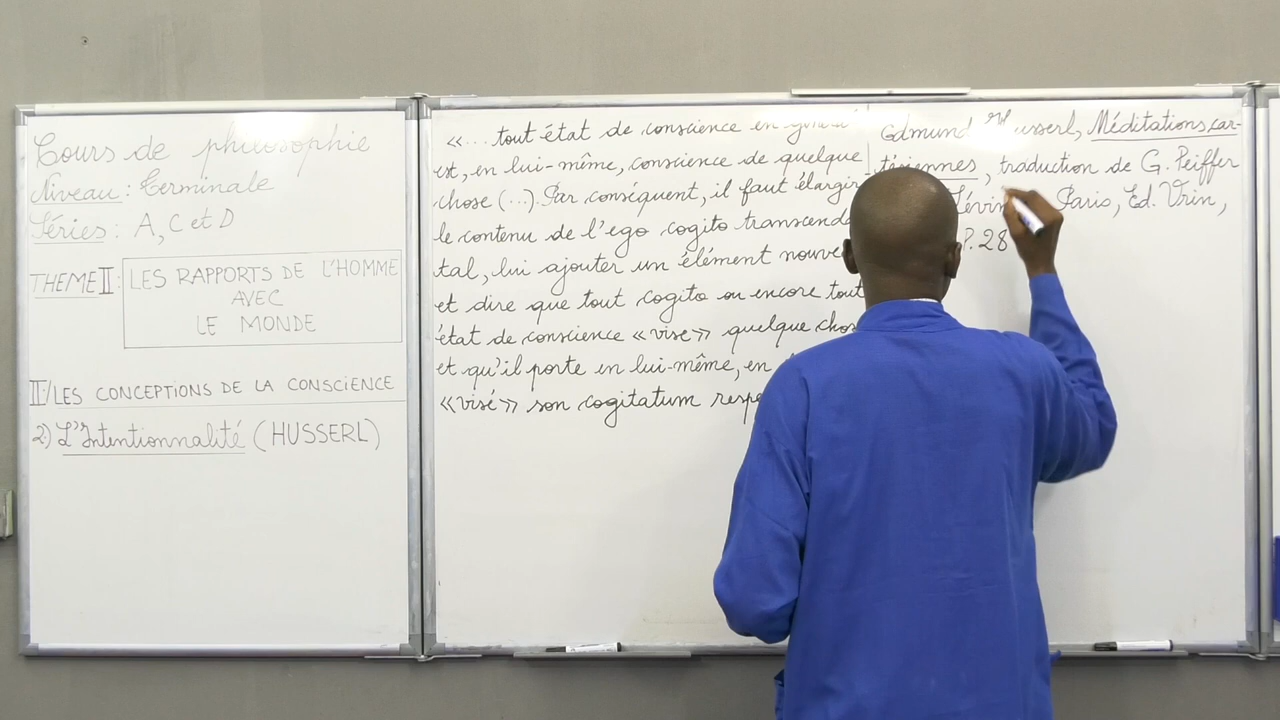 Cours de philosophie
Niveau : Terminale
Séries : A, C et D
THEME II : LES RAPPORTS DE L'HOMME
AVEC
LE MONDE
II-/LES CONCEPTIONS DE LA CONSCIENCE
2.) L'Intentionnalité (HUSSERL)
«... tout état de conscience en
est, en lui-même, conscience de quelque
chose (...). Par conséquent, il faut élargir
le contenu de l'ego cogito transcenda
tal, lui ajouter un élément nouve
et dire que tout cogito ou encore tout
état de conscience «vise» quelque chos
et qu'il porte en lui-même, en
«visé» son cogitatum resp
Edmund Husserl, Méditations car-
tésiennes, traduction de G. Peiffer
Lévin Paris, Ed. Vrin,
P. 28